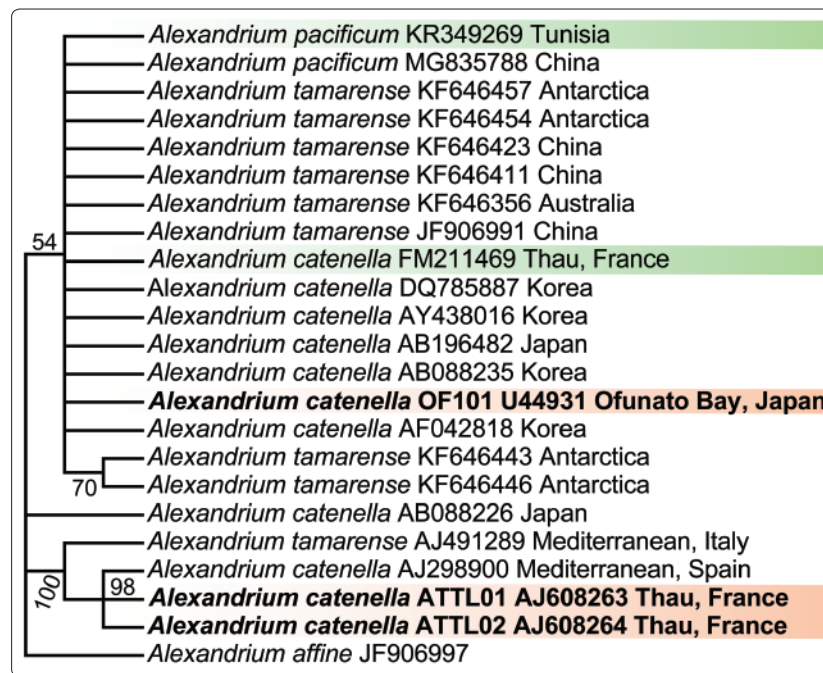 Alexandrium pacificum KR349269 Tunisia
Alexandrium pacificum MG835788 China
Alexandrium tamarense KF646457 Antarctica
Alexandrium tamarense KF646454 Antarctica
Alexandrium tamarense KF646423 China
Alexandrium tamarense KF646411 China
Alexandrium tamarense KF646356 Australia
Alexandrium tamarense JF906991 China
54
Alexandrium catenella FM211469 Thau, France
Alexandrium catenella DQ785887 Korea
Alexandrium catenella AY438016 Korea
Alexandrium catenella AB196482 Japan
Alexandrium catenella AB088235 Korea
Alexandrium catenella OF101 U44931 Ofunato Bay, Japan
Alexandrium catenella AF042818 Korea
Alexandrium tamarense KF646443 Antarctica
70
Alexandrium tamarense KF646446 Antarctica
Alexandrium catenella AB088226 Japan
Alexandrium tamarense AJ491289 Mediterranean, Italy
Alexandrium catenella AJ298900 Mediterranean, Spain
100
98
Alexandrium catenella ATTL01 AJ608263 Thau, France
Alexandrium catenella ATTL02 AJ608264 Thau, France
Alexandrium affine JF906997